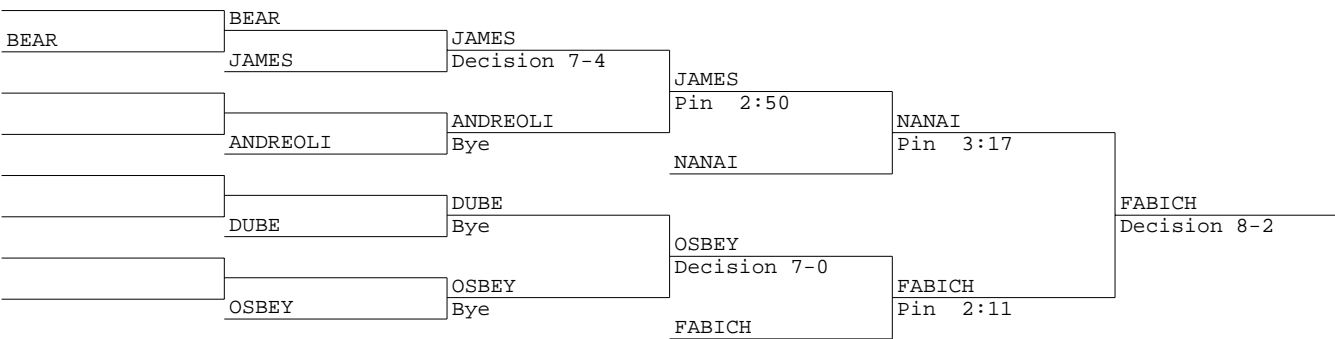 BEAR
BEAR
JAMES
JAMES
Decision 7-4
JAMES
Pin 2:50
ANDREOLI
ANDREOLI
Bye
NANAI
NANAI
Pin 3:17
DUBE
DUBE
Bye
FABICH
Decision 8-2
OSBEY
Decision 7-0
OSBEY
OSBEY
Bye
FABICH
FABICH
Pin 2:11